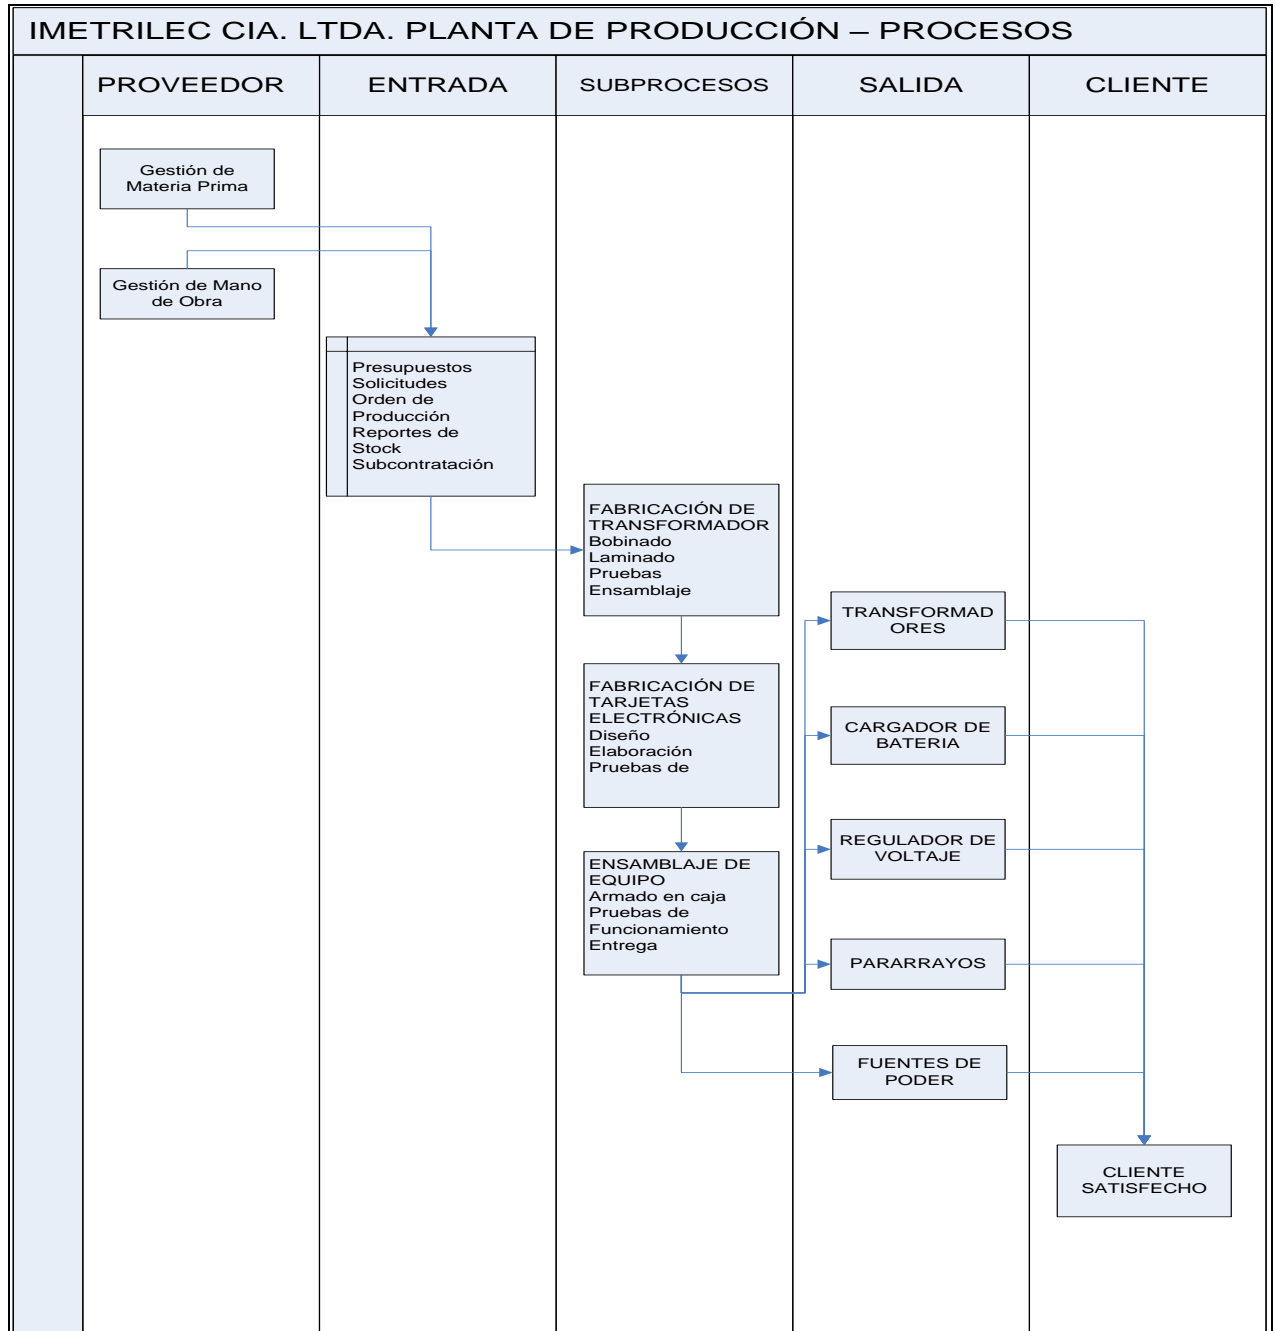 IMETRILEC CIA. LTDA. PLANTA DE PRODUCCIÓN – PROCESOS
PROVEEDOR
ENTRADA
SUBPROCESOS
SALIDA
CLIENTE
Gestión de
Materia Prima
Gestión de Mano
de Obra
Presupuestos
Solicitudes
Orden de
Producción
Reportes de
Stock
Subcontratación
FABRICACIÓN DE
TRANSFORMADOR
Bobinado
Laminado
Pruebas
Ensamblaje
FABRICACIÓN DE
TARJETAS
ELECTRÓNICAS
Diseño
Elaboración
Pruebas de
ENSAMBLAJE DE
EQUIPO
Armado en caja
Pruebas de
Funcionamiento
Entrega
TRANSFORMAD
ORES
CARGADOR DE
BATERIA
REGULADOR DE
VOLTAJE
PARARRAYOS
FUENTES DE
PODER
CLIENTE
SATISFECHO